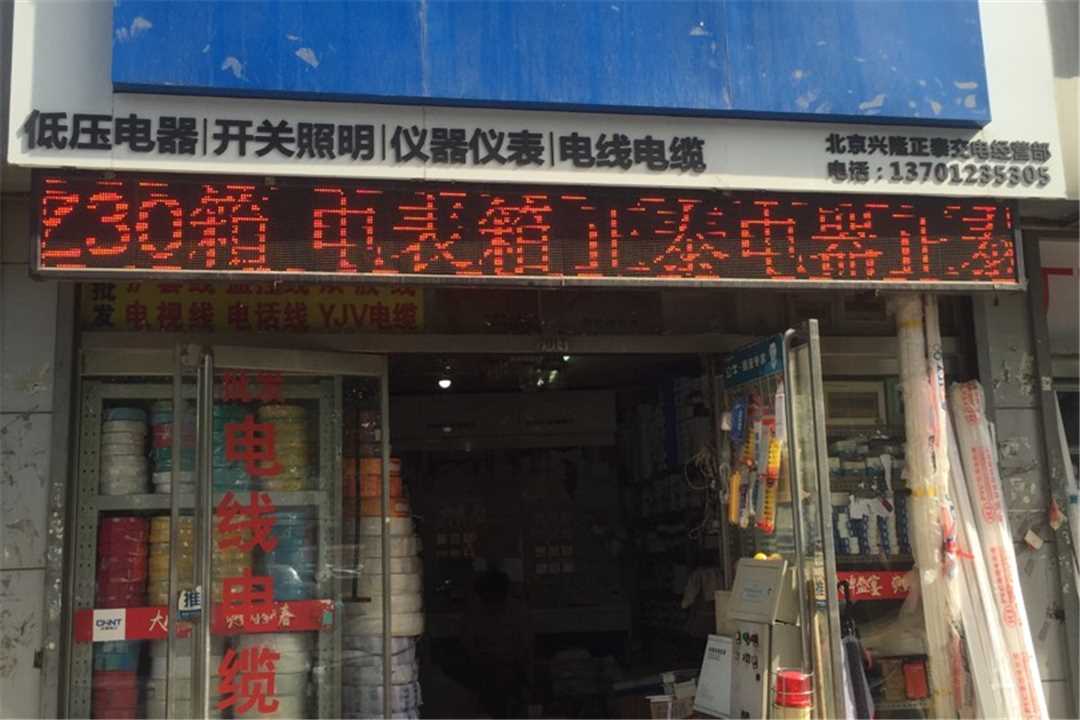 低压电器|开关照明|仪器仪表|电线电缆
北京兴隆正泰交电经营部
电话:13701235305
Z30箱 电表箱正泰电器正泰
批发
电视线 电话线 YJV电缆
批发
电线电缆
推
CHNT